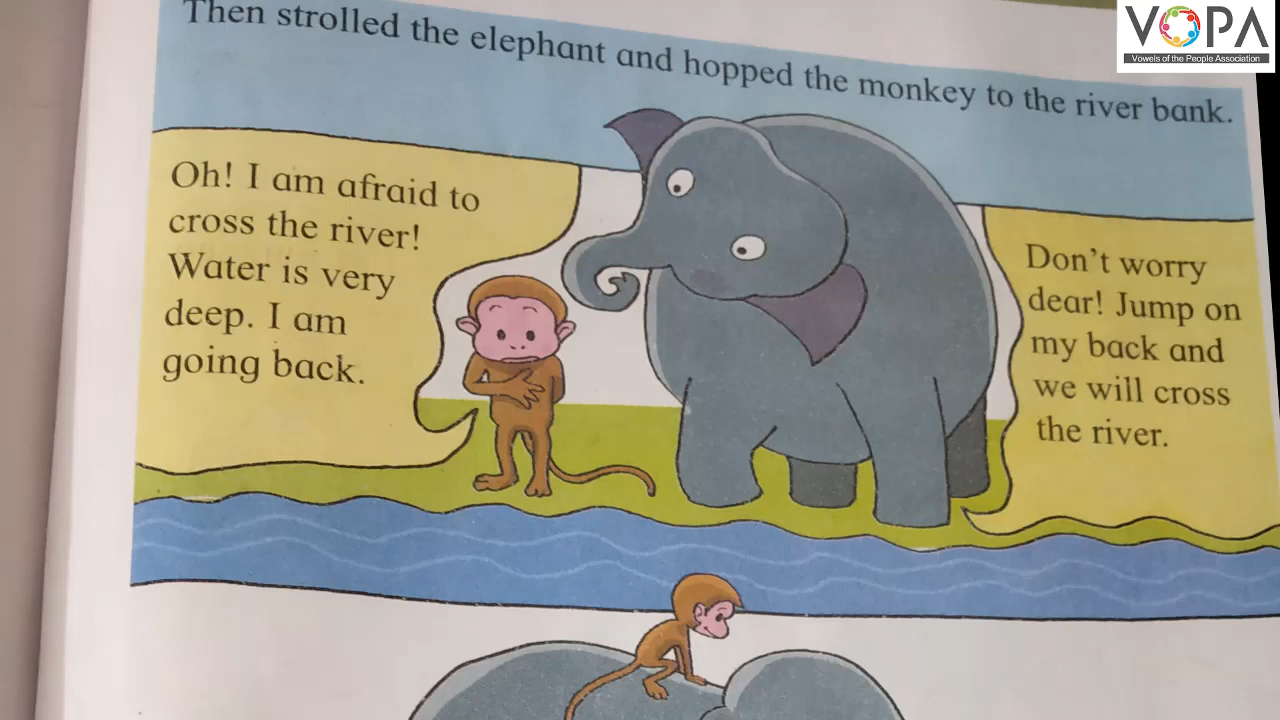 VOPA
Vowels of the People Association
Then strolled the elephant and hopped the monkey to the river bank.
Oh! I am afraid to
cross the river!
Water is very
deep. I am
going back.
Don't worry
dear! Jump on
my back and
we will cross
the river.